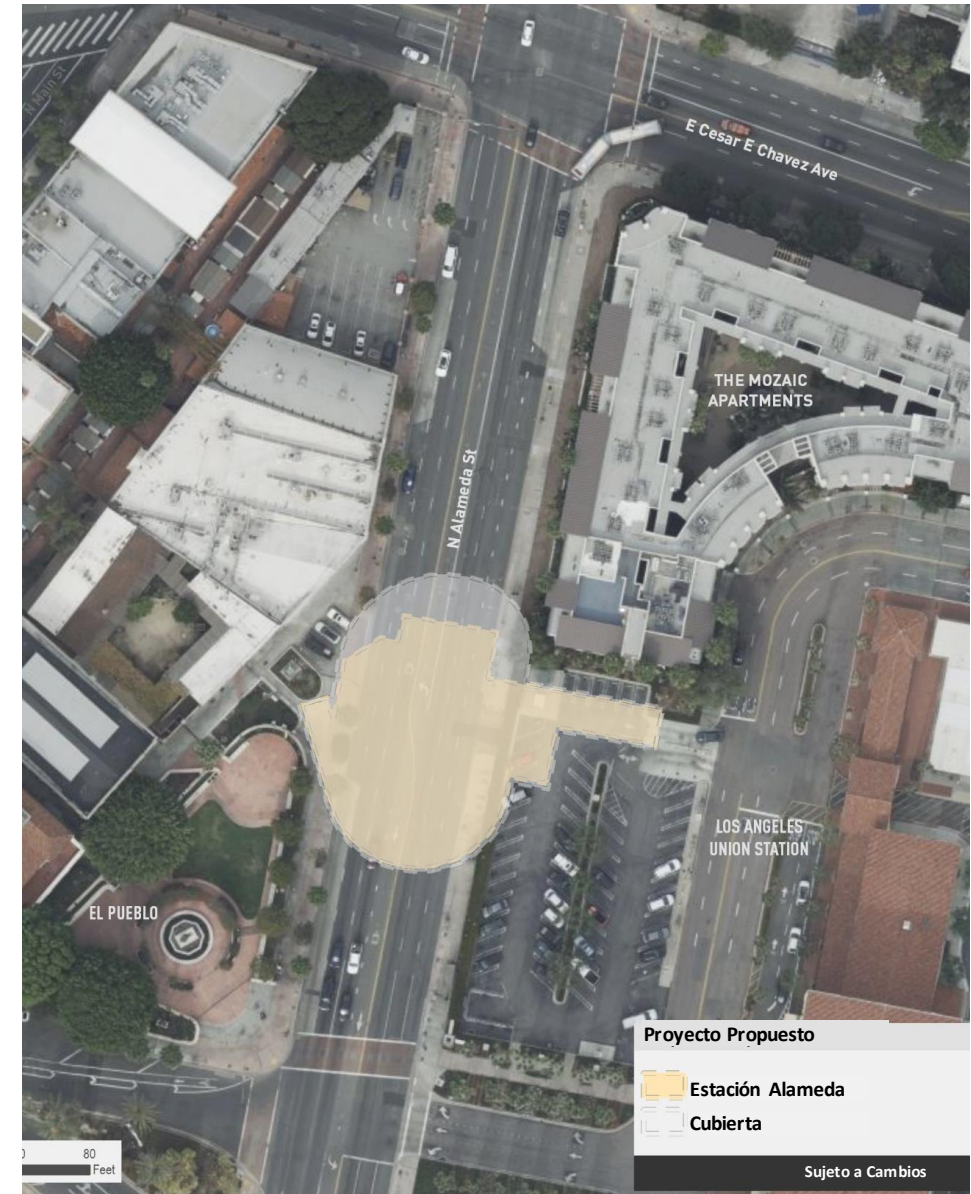 N Main St
E Cesar E Chavez Ave
THE MOZAIC
APARTMENTS
N Alameda St
LOS ANGELES
UNION STATION
EL PUEBLO
Proyecto Propuesto
Estación Alameda
Cubierta
Sujeto a Cambios
80
Feet